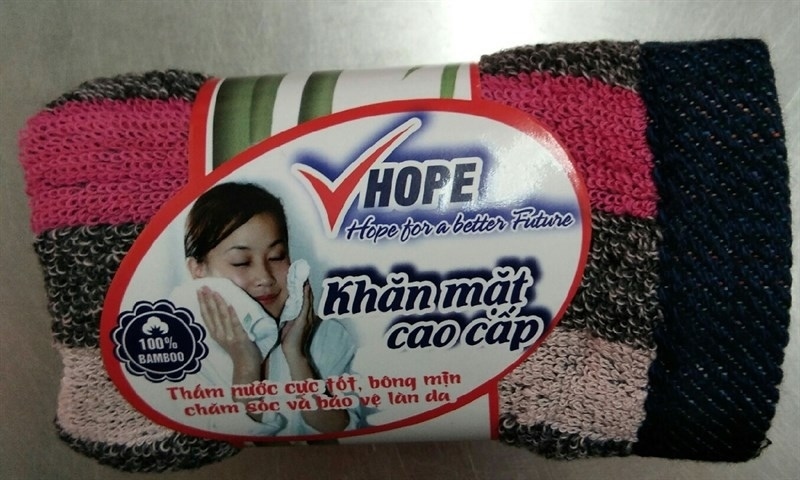 HOPE
Hope for a better Future
Khăn mặt
cao cấp
100%
BAMBOO
Thấm nước cực tốt, bông mịn
chăm sóc và bảo vệ làn da